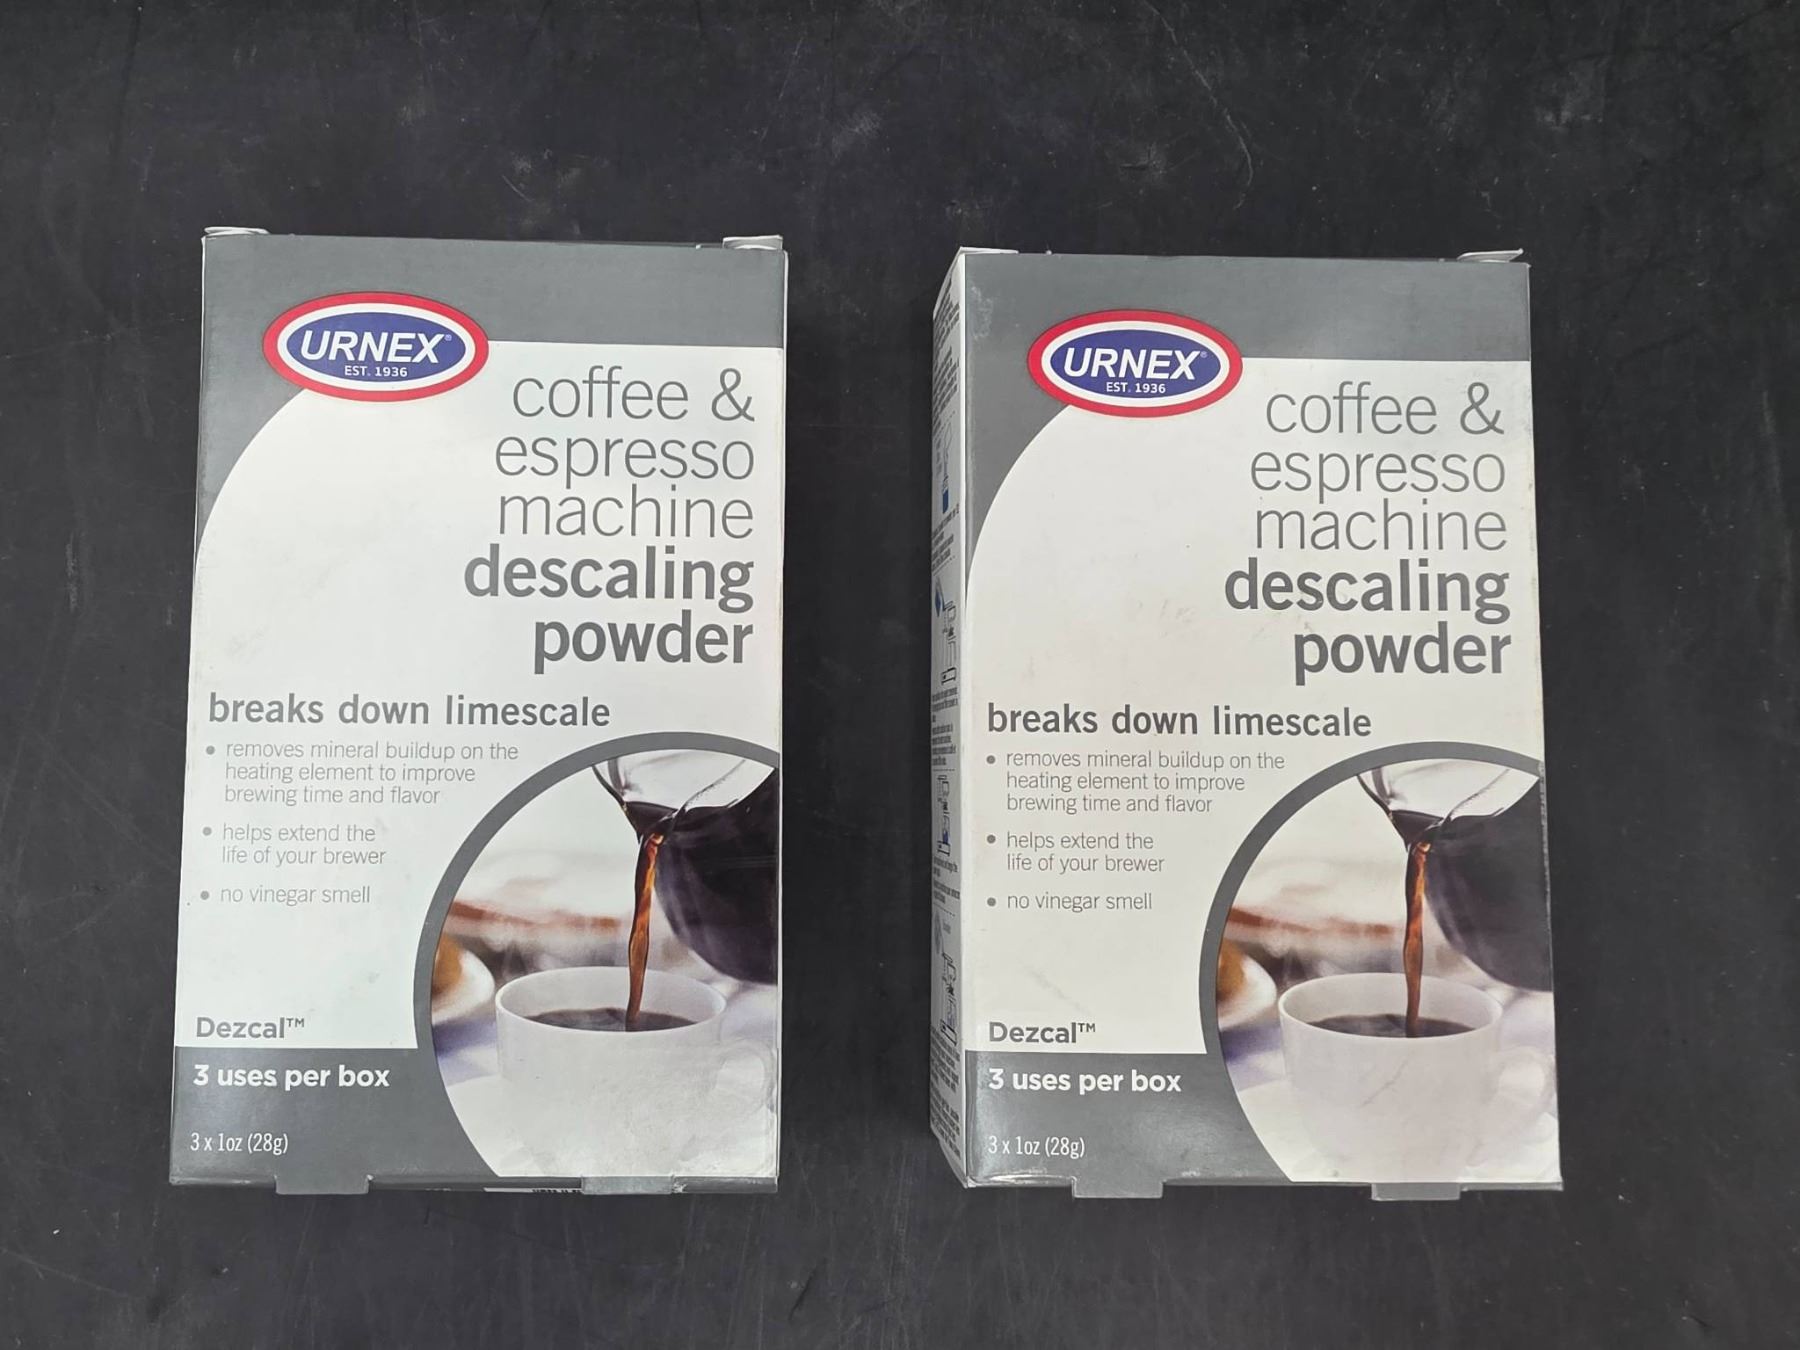 URNEX®
EST. 1936
coffee &
espresso
machine
descaling
powder
breaks down limescale
• removes mineral buildup on the
heating element to improve
brewing time and flavor
• helps extend the
life of your brewer
• no vinegar smell
Dezcal™
3 uses per box
3 x 1oz (28g)
URNEX®
EST. 1936
coffee &
espresso
machine
descaling
powder
breaks down limescale
• removes mineral buildup on the
heating element to improve
brewing time and flavor
• helps extend the
life of your brewer
• no vinegar smell
Dezcal™
3 uses per box
3 x 1oz (28g)